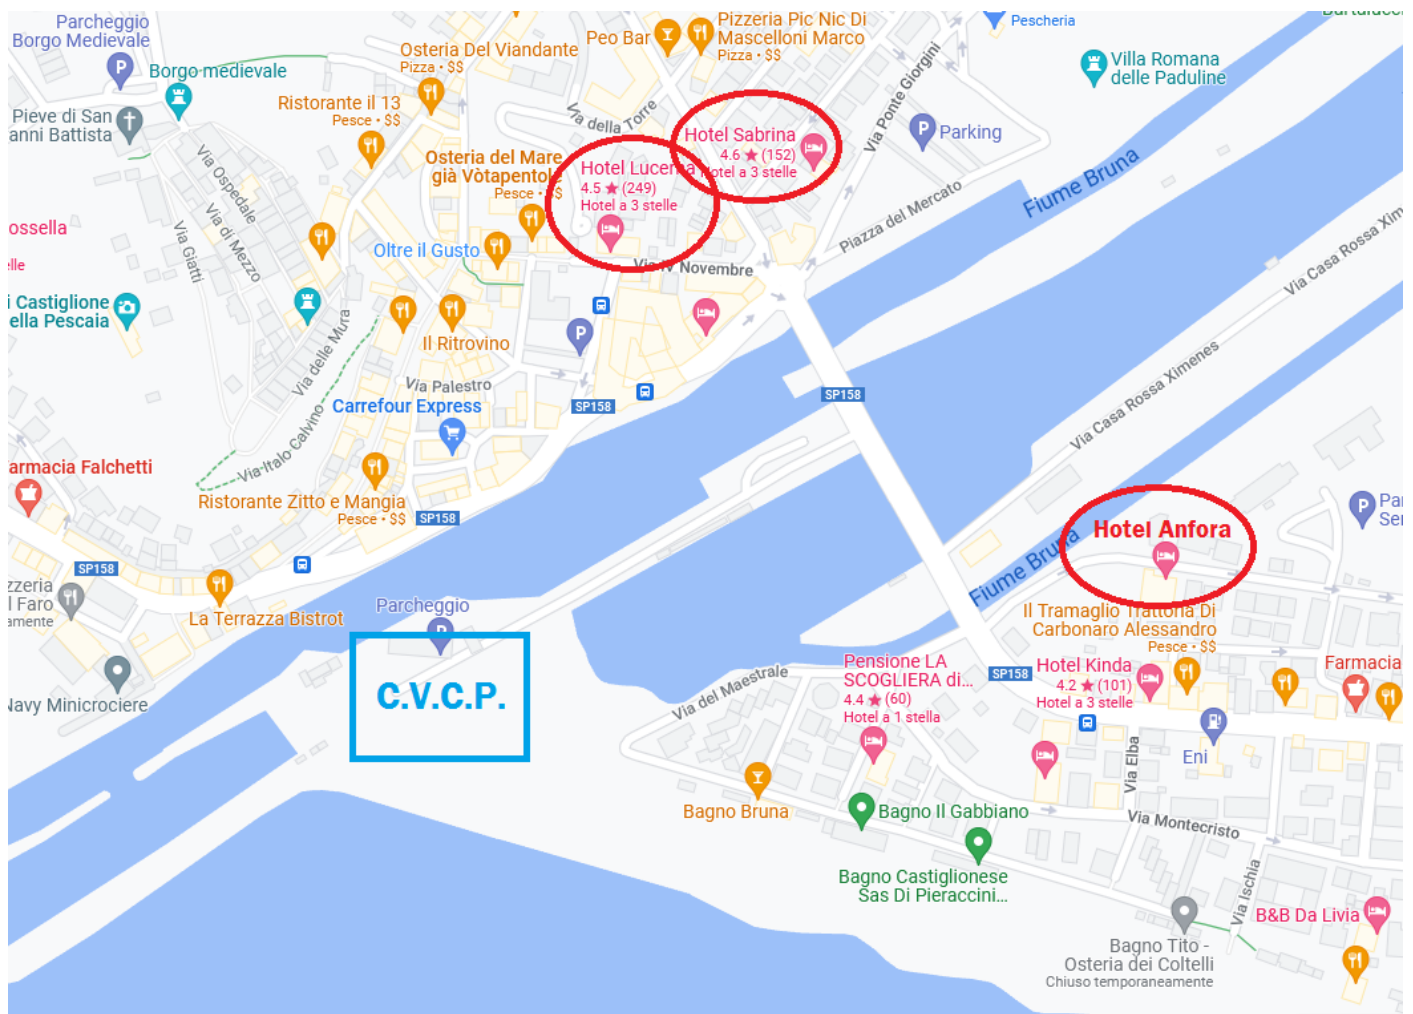 Parcheggio
Borgo Medievale
Borgo medievale
Pieve di San
anni Battista
Osteria Del Viandante
Pizza • $$
Ristorante il 13
Pesce • $$
Peo Bar
Pizzeria Pic Nic Di
Mascelloni Marco
Pizza • $$
Pescheria
Villa Romana
delle Paduline
Via Ponte Giorgini
Parking
Via della Torre
Hotel Sabrina
4.6 ★ (152)
Hotel a 3 stelle
Osteria del Mare
già Vòtapentole
Pesce • $$
Hotel Lucerna
4.5 ★ (249)
Hotel a 3 stelle
Fiume Bruna
Piazza del Mercato
Via Ospedale
Via di Mezzo
Via Giatti
ossella
lle
Oltre il Gusto
Via IV Novembre
Via Casa Rossa Xim
i Castiglione
ella Pescaia
Via delle Mura
Il Ritrovino
Via Palestro
Carrefour Express
SP158
SP158
Via Casa Rossa Ximenes
Via Italo Calvino
armacia Falchetti
Ristorante Zitto e Mangia
Pesce • $$
SP158
Hotel Anfora
Par
Ser
Fiume Bruna
SP158
zzeria
l Faro
amente
La Terrazza Bistrot
Parcheggio
Il Tramaglio Trattoria Di
Carbonaro Alessandro
Pesce • $$
C.V.C.P.
Navy Minicrociere
Via del Maestrale
Pensione LA
SCOGLIERA di...
4.4 ★ (60)
Hotel a 1 stella
SP158
Hotel Kinda
4.2 ★ (101)
Hotel a 3 stelle
Farmacia
Eni
Via Elba
Bagno Bruna
Bagno Il Gabbiano
Via Montecristo
Bagno Castiglionese
Sas Di Pieraccini...
Via Ischia
B&B Da Livia
Bagno Tito -
Osteria dei Coltelli
Chiuso temporaneamente